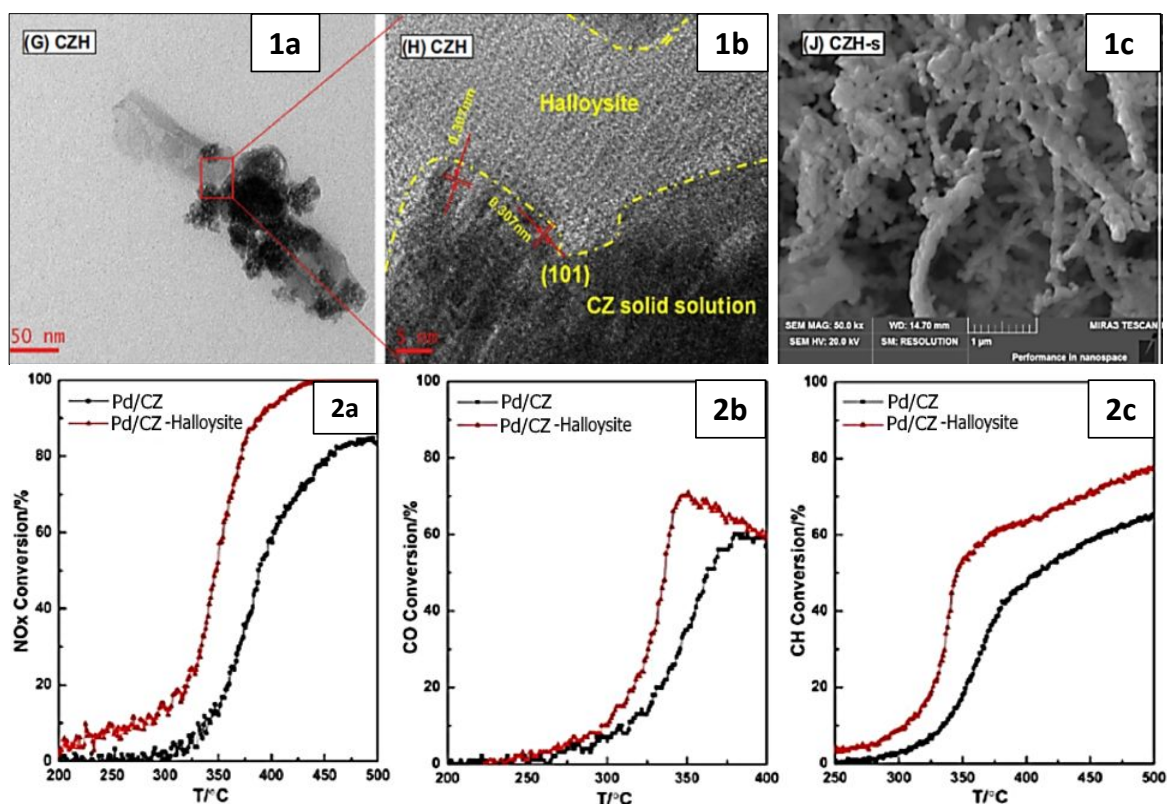 (G) CZH
1a
50 nm
(H) CZH
1b
Halloysite
0.307nm
0.307nm
(101)
CZ solid solution
5 nm
(J) CZH-s
1c
SEM MAG: 50.0 kx
WD: 14.70 mm
MIRA3 TESCAN
SEM HV: 20.0 kV
SM: RESOLUTION
1 µm
Performance in nanospace
2a
Pd/CZ
Pd/CZ -Halloysite
NOx Conversion/%
100
80
60
40
20
0
200 250 300 350 400 450 500
T/°C
2b
Pd/CZ
Pd/CZ -Halloysite
CO Conversion/%
100
80
60
40
20
0
200 250 300 350 400
T/°C
2c
Pd/CZ
Pd/CZ -Halloysite
CH Conversion/%
100
80
60
40
20
0
250 300 350 400 450 500
T/°C